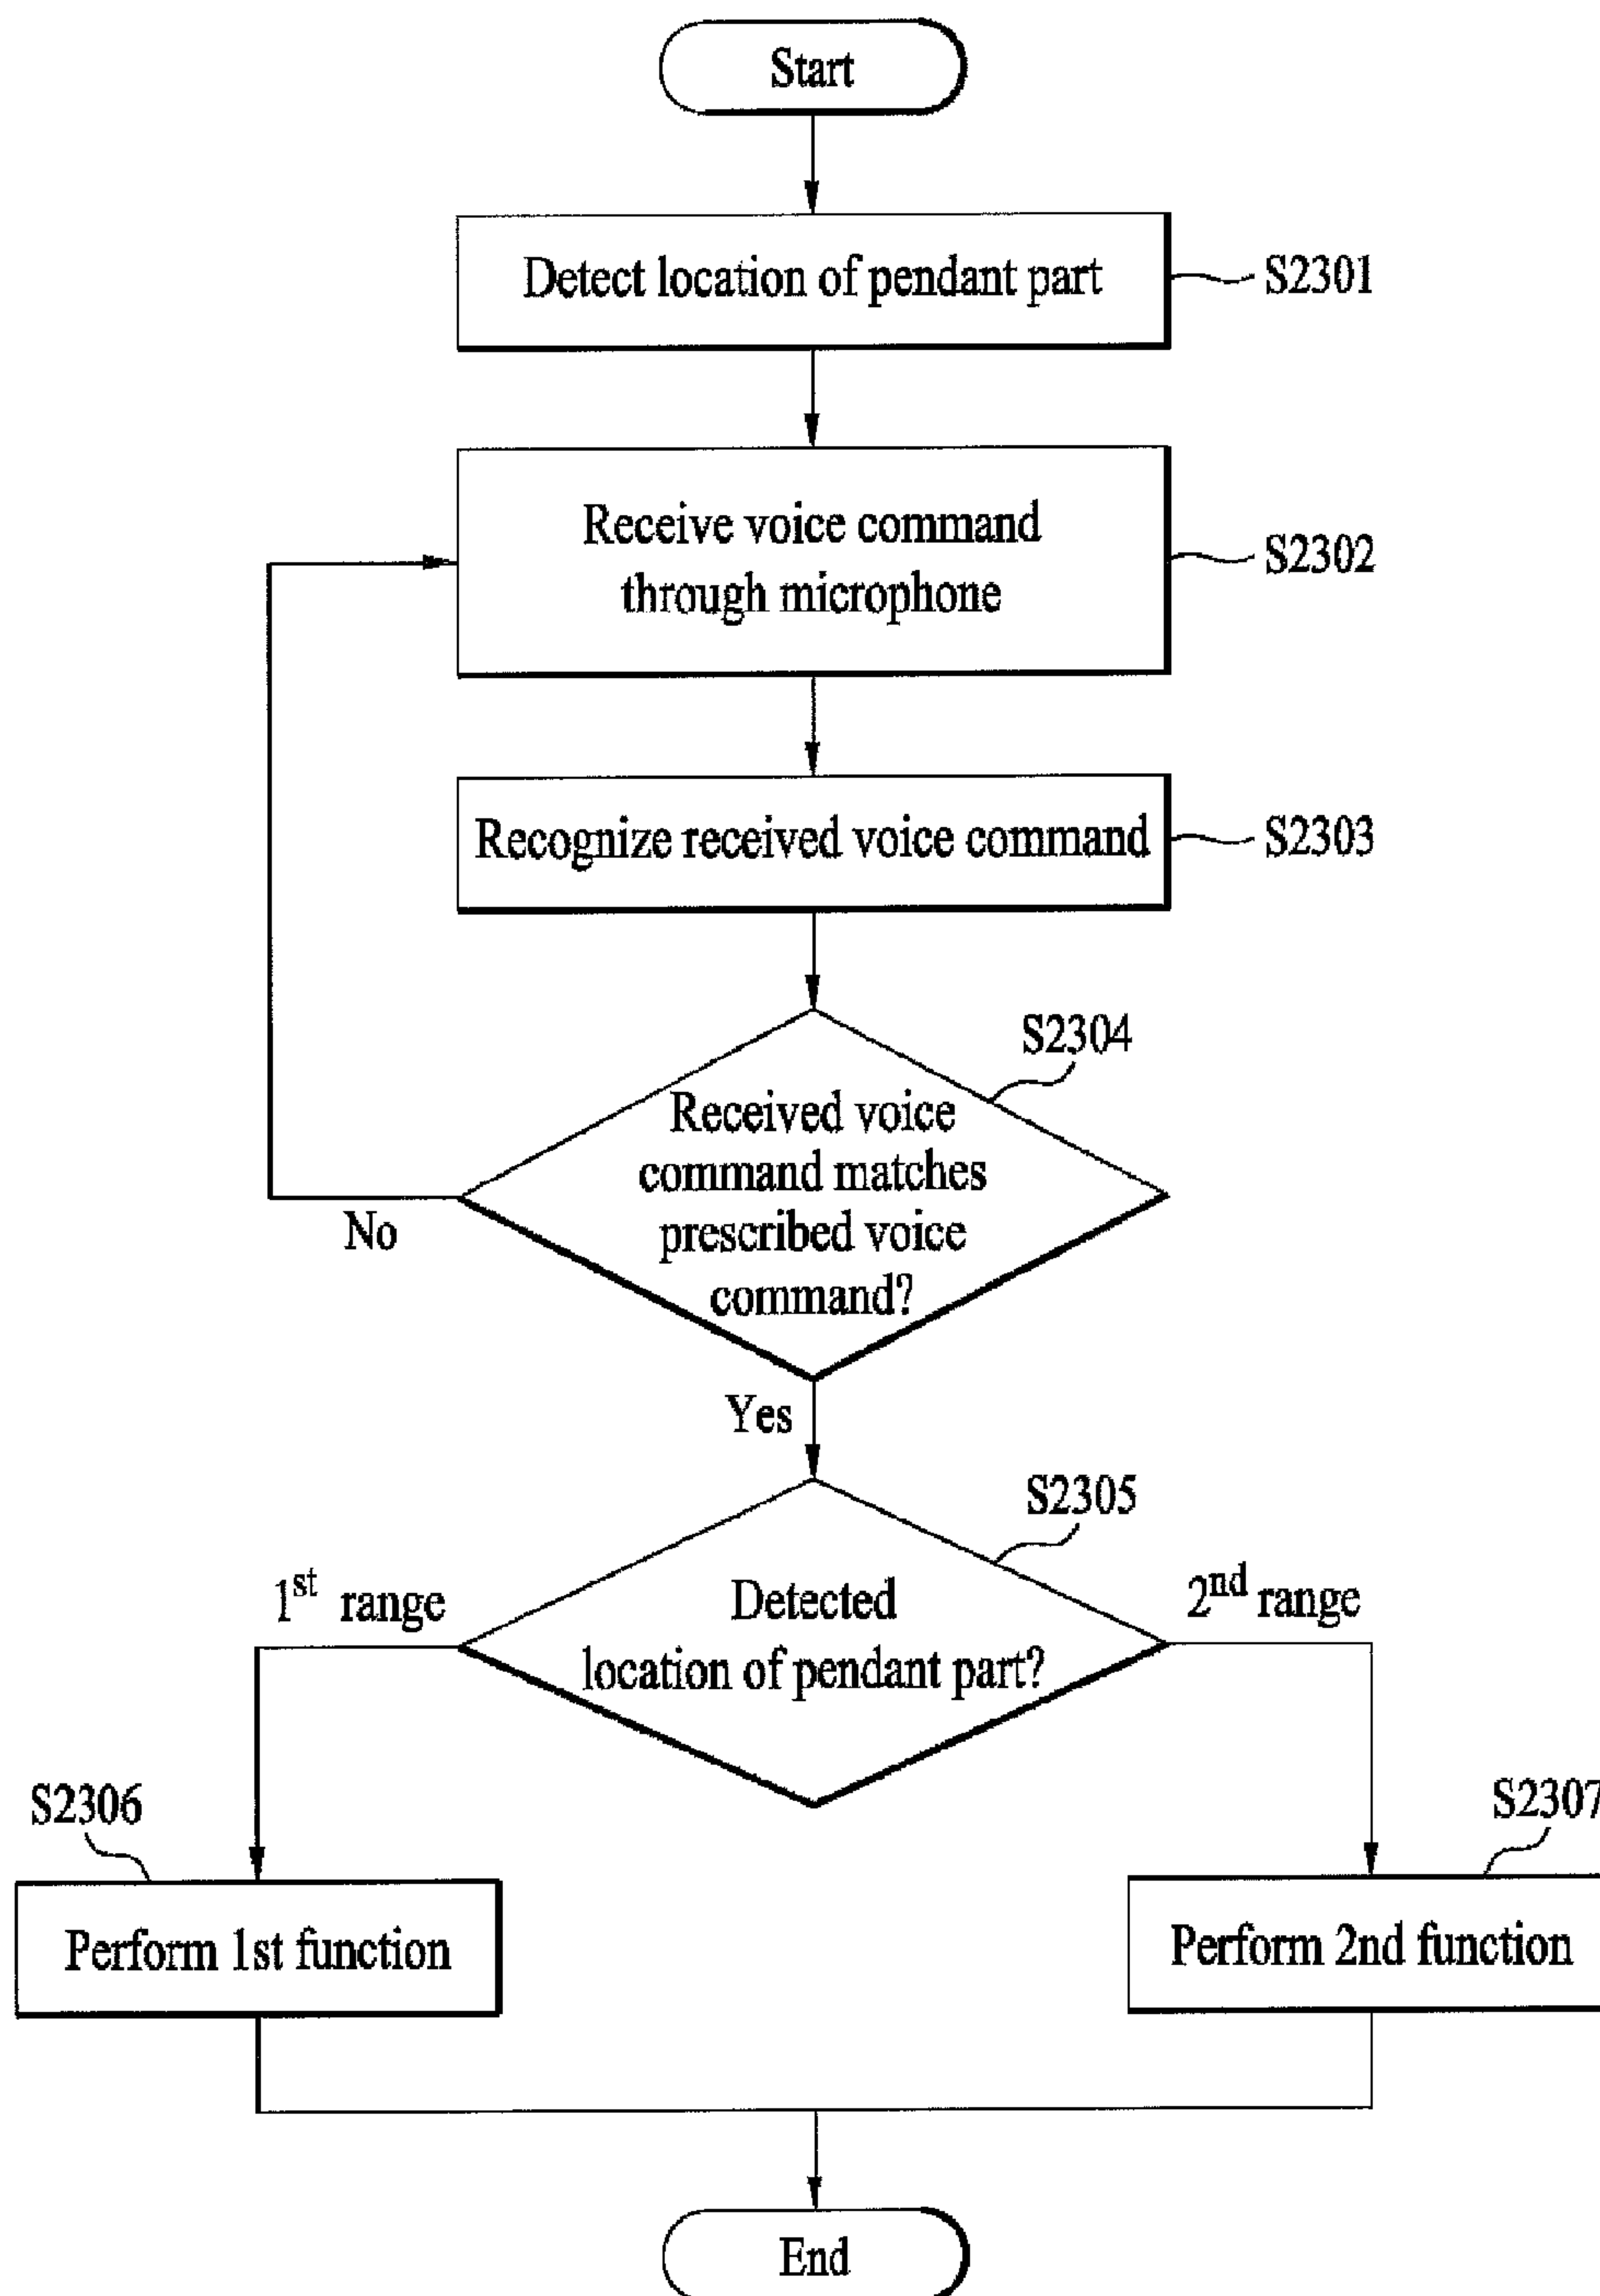 Start
Detect location of pendant part
S2301
Receive voice command
through microphone
S2302
Recognize received voice command
S2303
S2304
Received voice
command matches
prescribed voice
command?
No
Yes
S2305
1st range
Detected
location of pendant part?
2nd range
S2306
Perform 1st function
S2307
Perform 2nd function
End